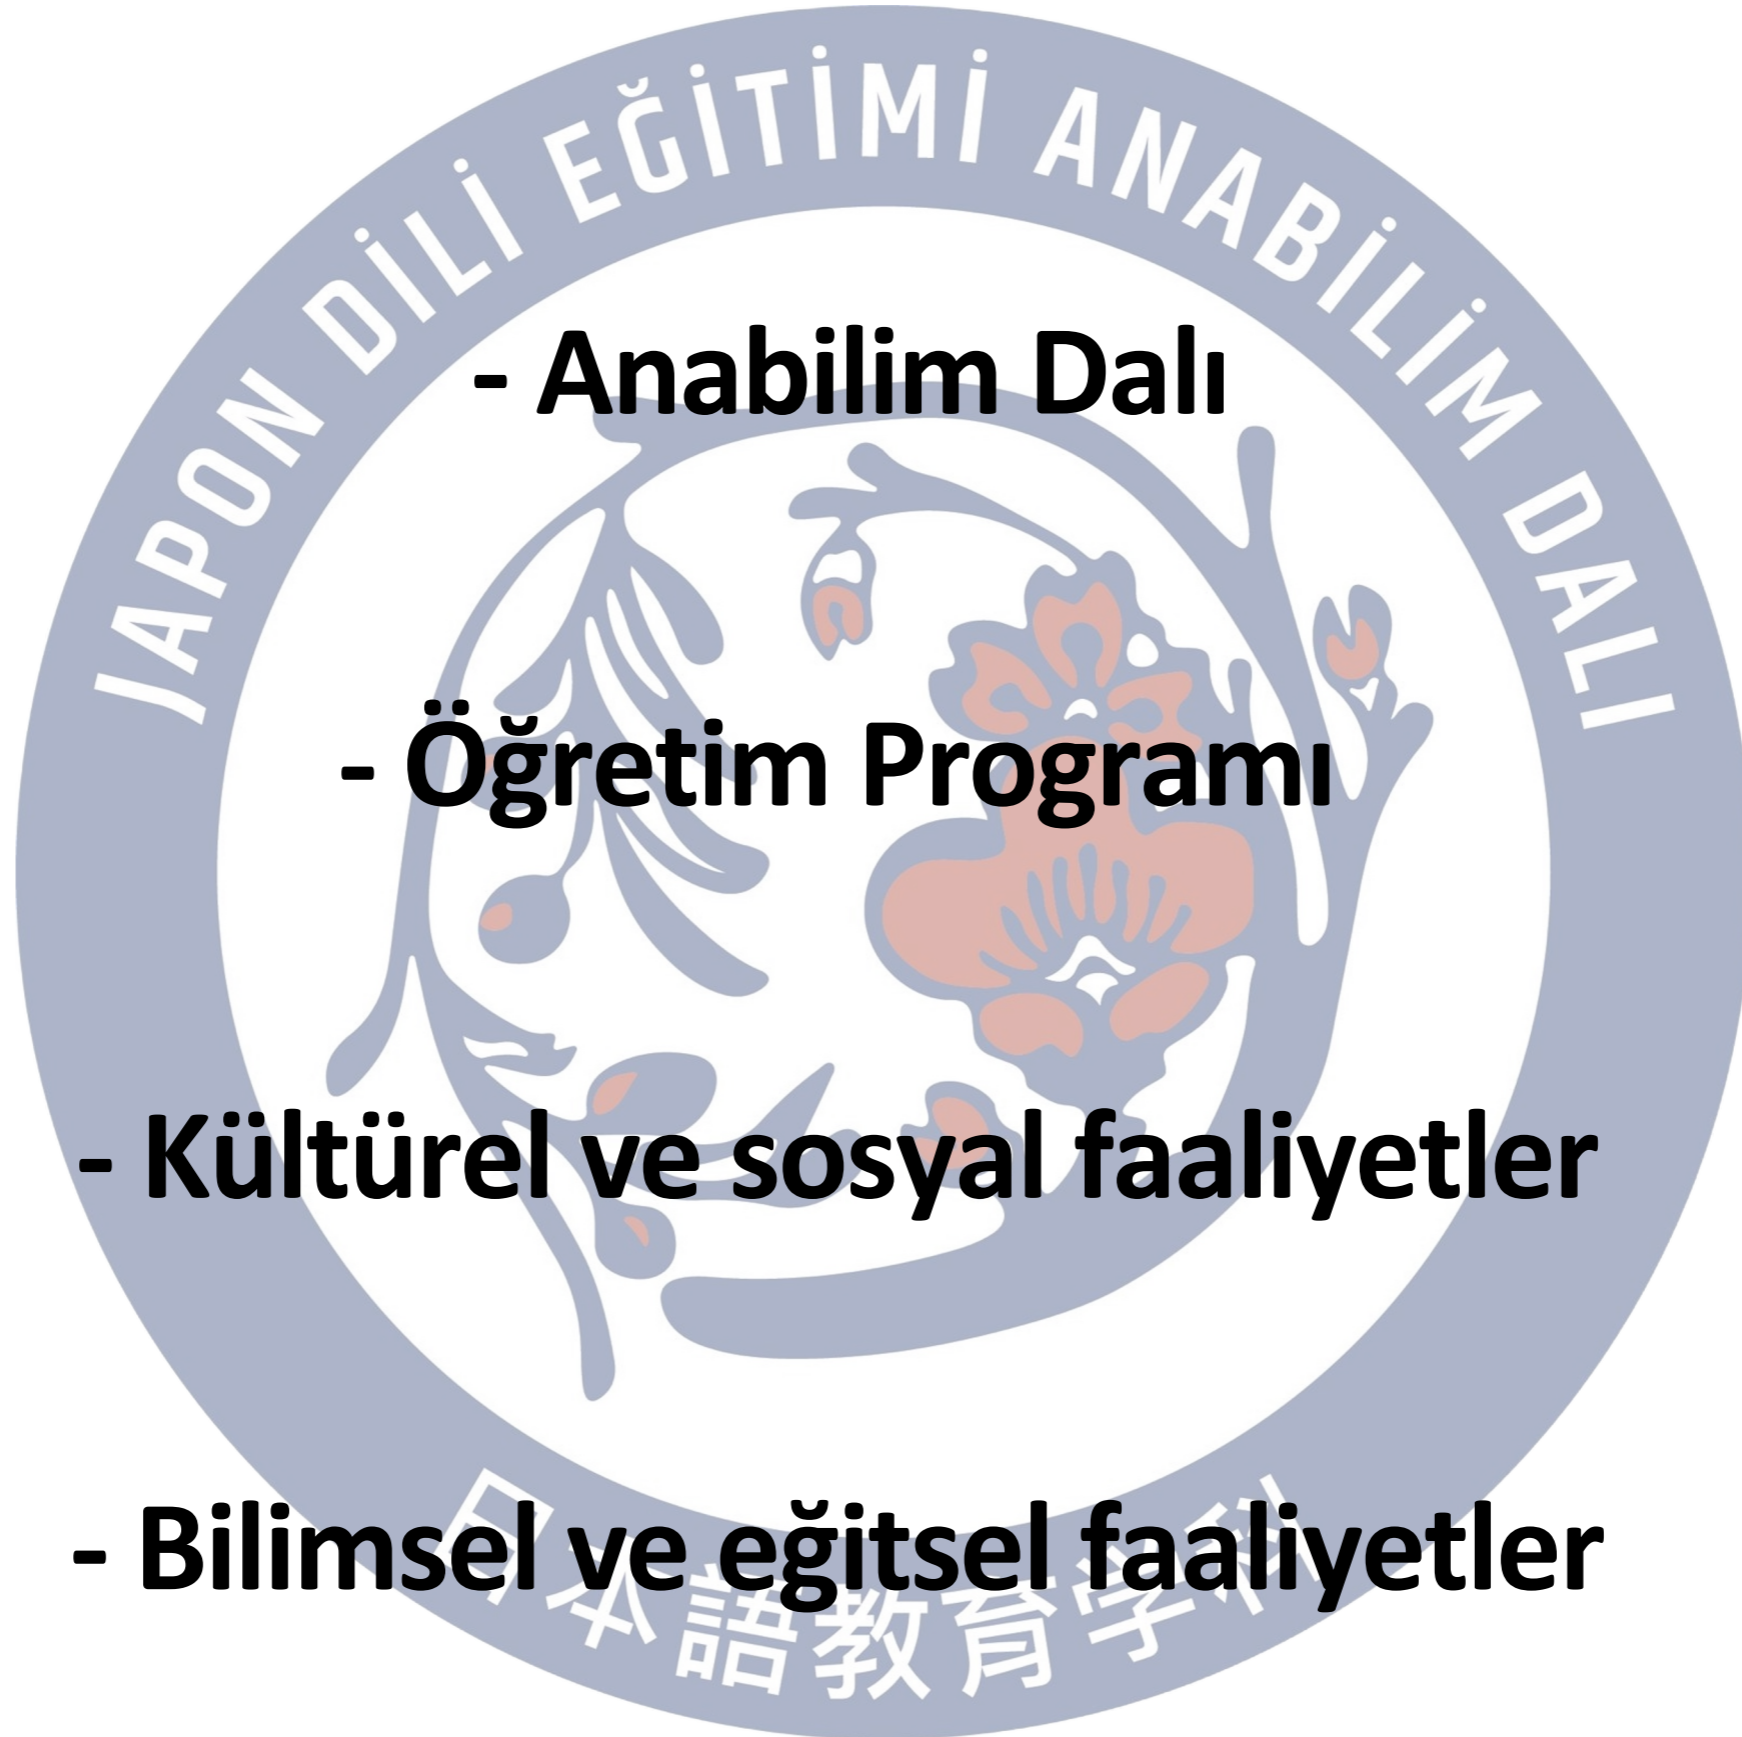 JAPON DİLİ EĞİTİMİ ANABİLİM DALI
- Anabilim Dalı
- Öğretim Programı
- Kültürel ve sosyal faaliyetler
- Bilimsel ve eğitsel faaliyetler
日本語教育学科